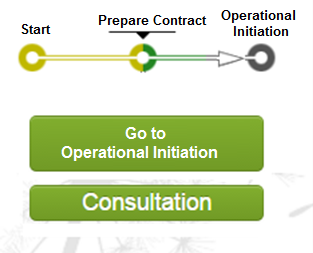 Start
Prepare Contract
Operational
Initiation
Go to
Operational Initiation
Consultation